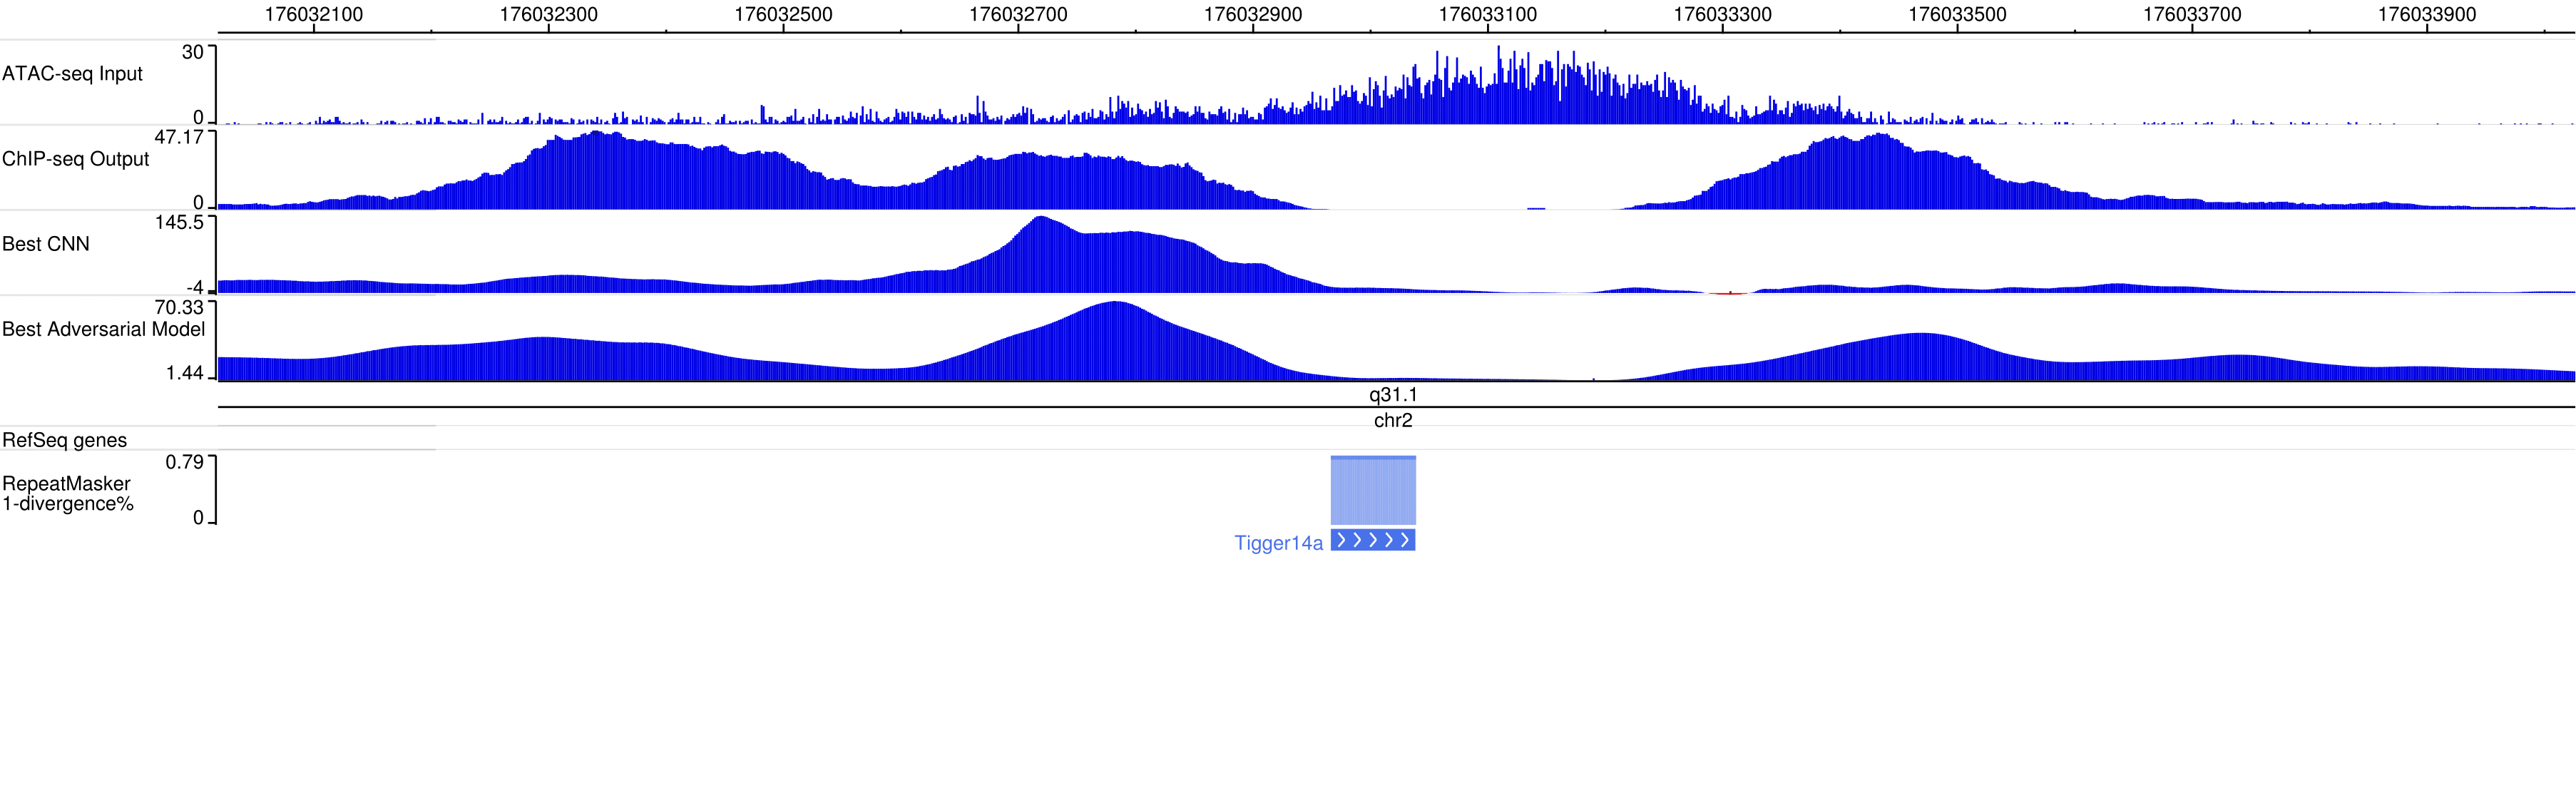 176032100 176032300 176032500 176032700 176032900 176033100 176033300 176033500 176033700 176033900
30
ATAC-seq Input
0
47.17
ChIP-seq Output
0
145.5
Best CNN
-4
70.33
Best Adversarial Model
1.44
q31.1
chr2
RefSeq genes
0.79
RepeatMasker
1-divergence%
0
Tigger14a